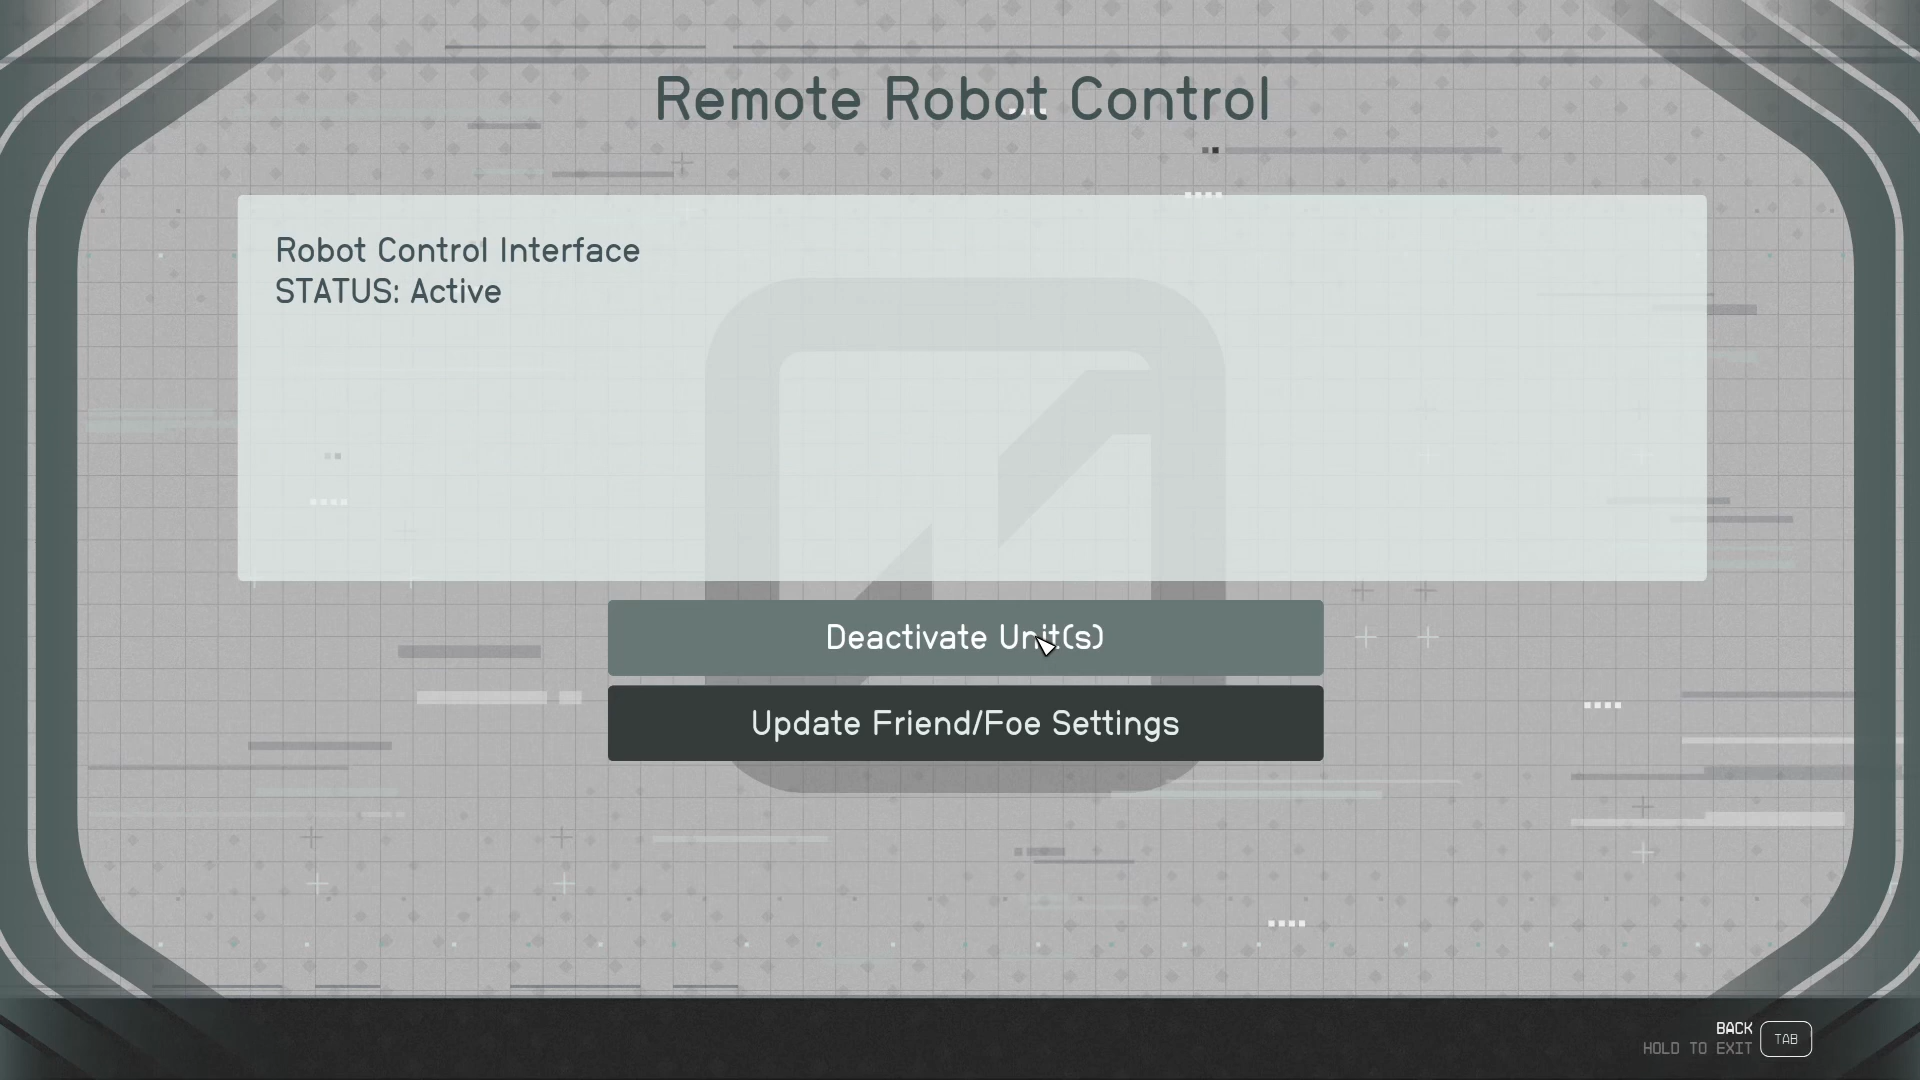 Remote Robot Control
Robot Control Interface
STATUS: Active
Deactivate Unit(s)
Update Friend/Foe Settings
BACK
HOLD TO EXIT
TAB